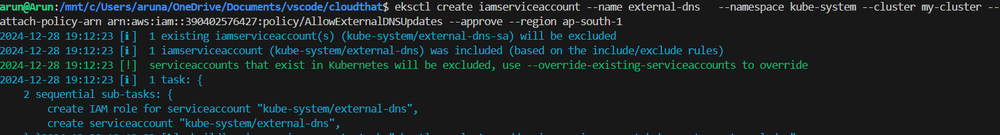 arun@Arun:/mnt/c/Users/aruna/OneDrive/Documents/vscode/cloudthat$ eksctl create iamserviceaccount --name external-dns   --namespace kube-system --cluster my-cluster --
attach-policy-arn arn:aws:iam::390402576427:policy/AllowExternalDNSUpdates --approve --region ap-south-1
2024-12-28 19:12:23 [ℹ]  1 existing iamserviceaccount(s) (kube-system/external-dns-sa) will be excluded
2024-12-28 19:12:23 [ℹ]  1 iamserviceaccount (kube-system/external-dns) was included (based on the include/exclude rules)
2024-12-28 19:12:23 [!]  serviceaccounts that exist in Kubernetes will be excluded, use --override-existing-serviceaccounts to override
2024-12-28 19:12:23 [ℹ]  1 task: {
    2 sequential sub-tasks: {
        create IAM role for serviceaccount "kube-system/external-dns",
        create serviceaccount "kube-system/external-dns",